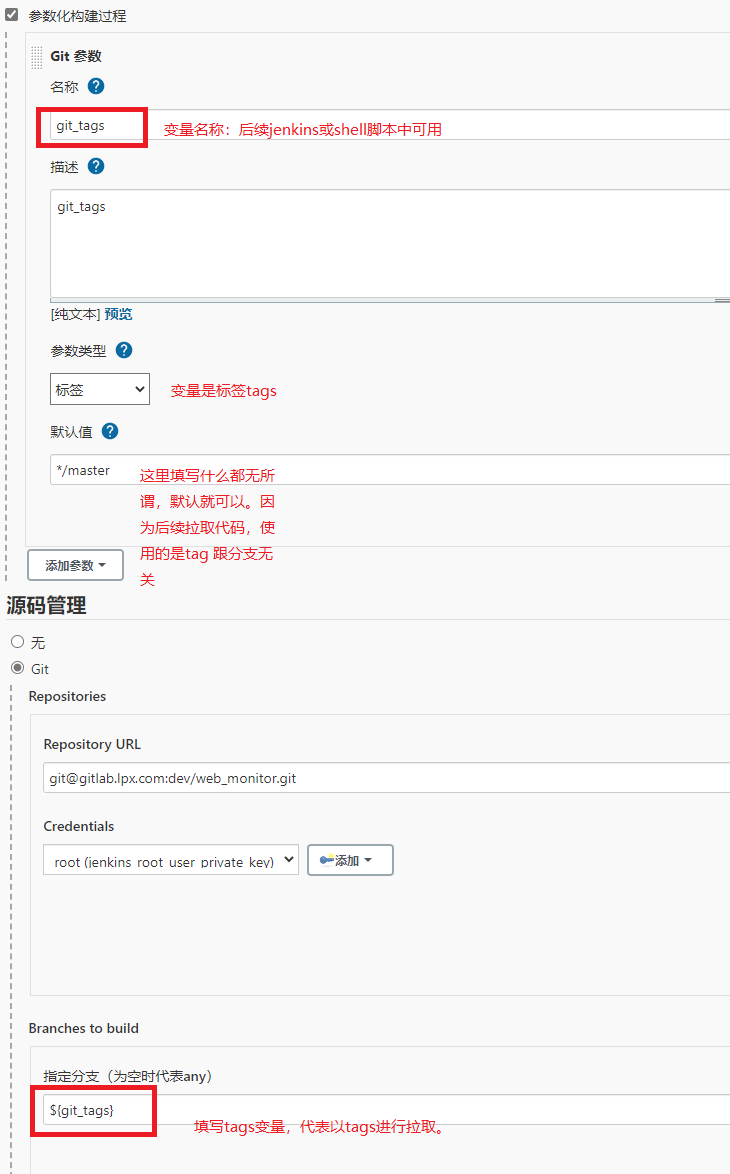 参数化构建过程
Git 参数
名称
git_tags
变量名称：后续jenkins或shell脚本中可用
描述
git_tags
[纯文本] 预览
参数类型
标签
变量是标签tags
默认值
*/master
这里填写什么都无所
谓，默认就可以。因
为后续拉取代码，使
用的是tag 跟分支无
关
添加参数
源码管理
无
Git
Repositories
Repository URL
git@gitlab.lpx.com:dev/web_monitor.git
Credentials
root (jenkins_root_user_private_key)
添加
Branches to build
指定分支（为空时代表any）
${git_tags}
填写tags变量，代表以tags进行拉取。